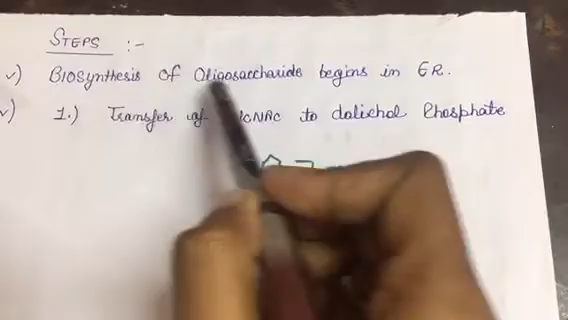 STEPS :-
✓) Biosynthesis of Oligosaccharide begins in ER.
✓) 1.) Transfer of to dolichol Phosphate